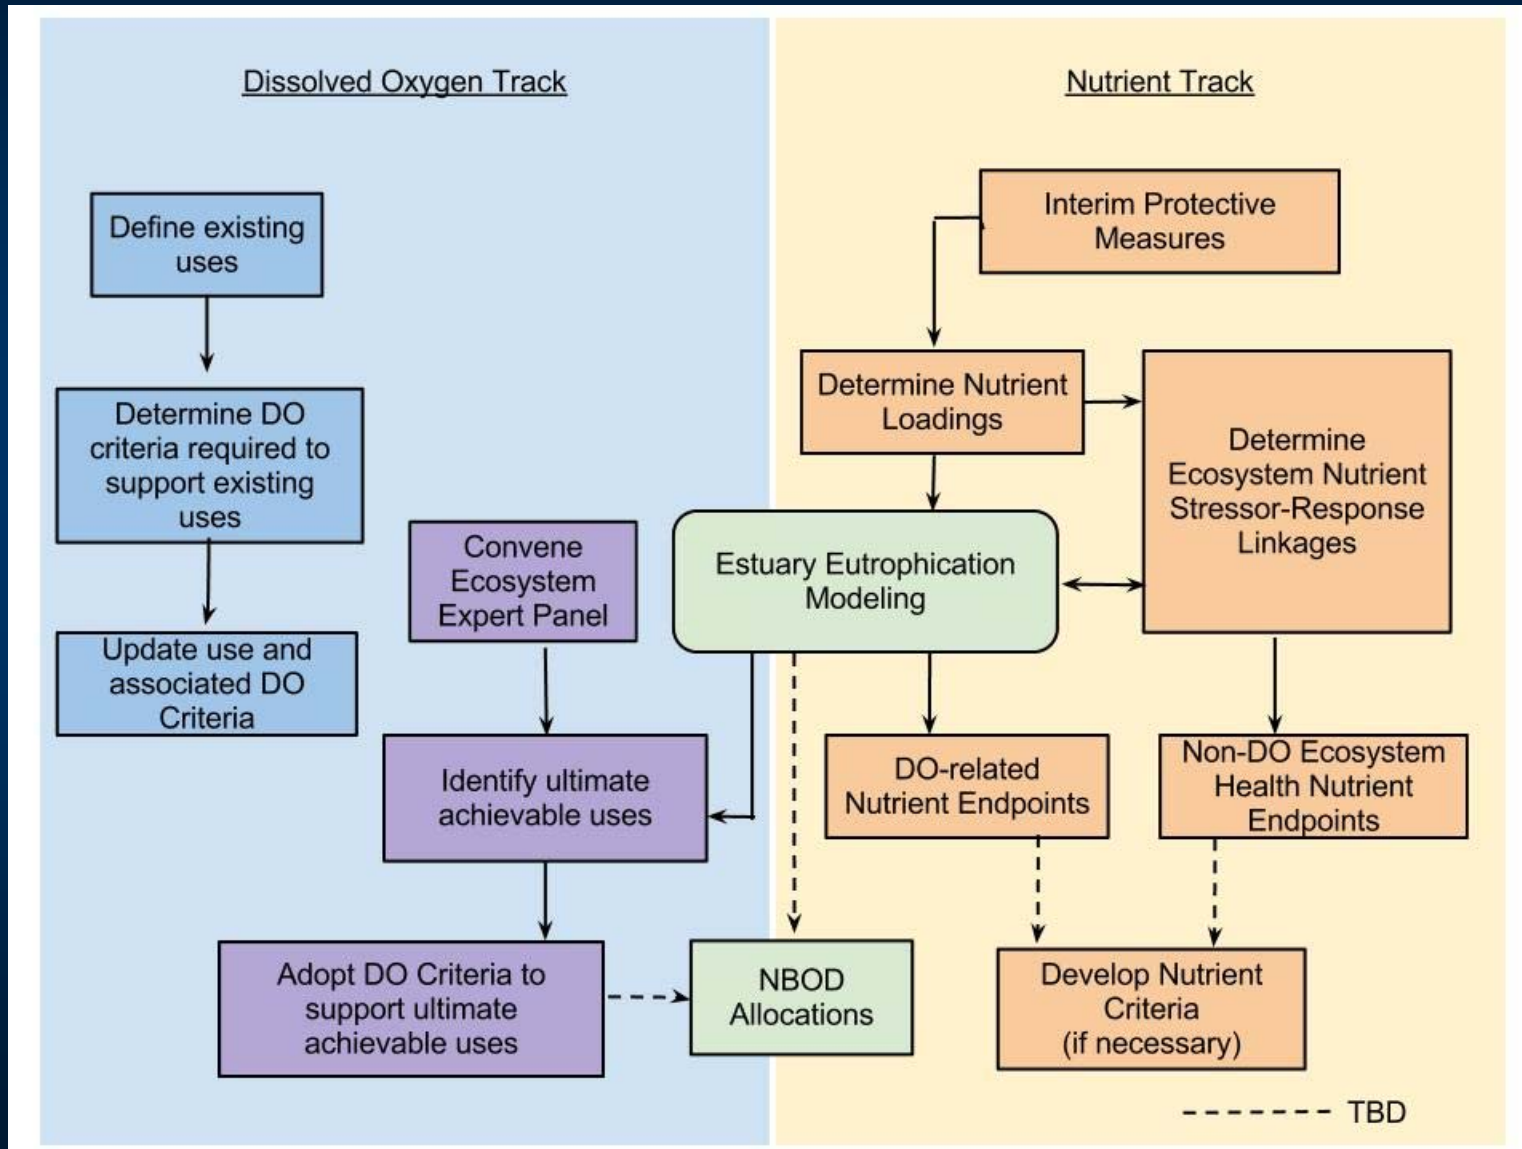 Dissolved Oxygen Track
Define existing
uses
Determine DO
criteria required to
support existing
uses
Update use and
associated DO
Criteria
Convene
Ecosystem
Expert Panel
Identify ultimate
achievable uses
Adopt DO Criteria to
support ultimate
achievable uses
Nutrient Track
Interim Protective
Measures
Determine Nutrient
Loadings
Determine
Ecosystem Nutrient
Stressor-Response
Linkages
Estuary Eutrophication
Modeling
DO-related
Nutrient Endpoints
Non-DO Ecosystem
Health Nutrient
Endpoints
NBOD
Allocations
Develop Nutrient
Criteria
(if necessary)
TBD